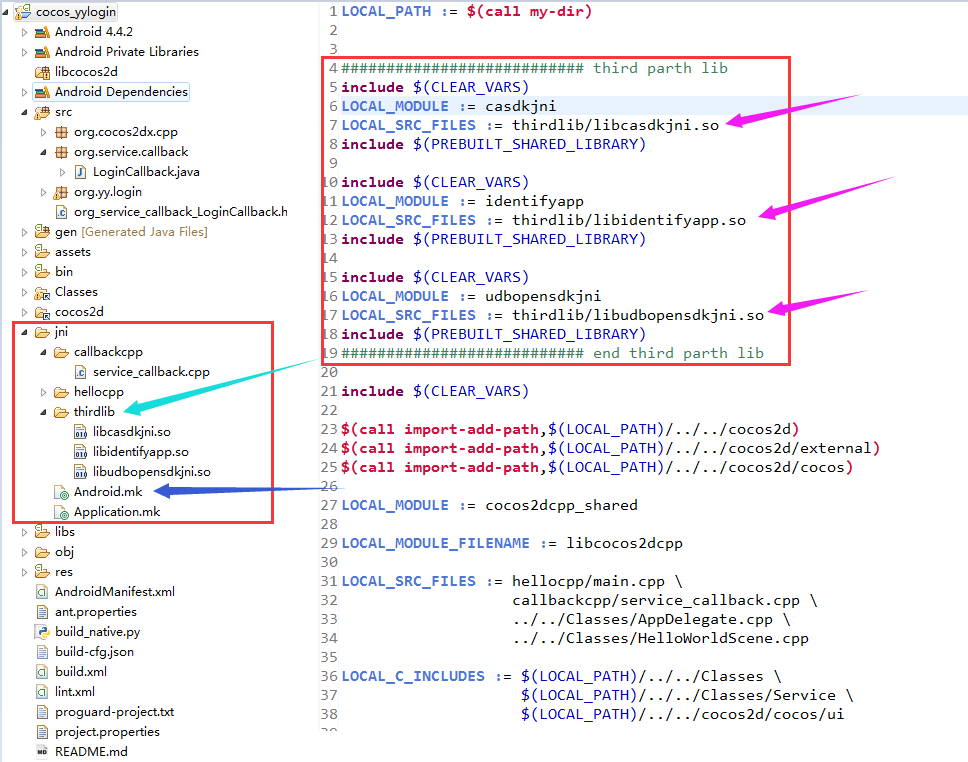 cocos_yylogin
Android 4.4.2
Android Private Libraries
libcocos2d
Android Dependencies
src
org.cocos2dx.cpp
org.service.callback
LoginCallback.java
org.yy.login
org_service_callback_LoginCallback.h
gen [Generated Java Files]
assets
bin
Classes
cocos2d
jni
callbackcpp
service_callback.cpp
hellocpp
thirdlib
libcasdkjni.so
libidentifyapp.so
libudbopensdkjni.so
Android.mk
Application.mk
libs
obj
res
AndroidManifest.xml
ant.properties
build_native.py
build-cfg.json
build.xml
lint.xml
proguard-project.txt
project.properties
README.md
1 LOCAL_PATH := $(call my-dir)
2
3
4 ########################### third parth lib
5 include $(CLEAR_VARS)
6 LOCAL_MODULE := casdkjni
7 LOCAL_SRC_FILES := thirdlib/libcasdkjni.so
8 include $(PREBUILT_SHARED_LIBRARY)
9
10 include $(CLEAR_VARS)
11 LOCAL_MODULE := identifyapp
12 LOCAL_SRC_FILES := thirdlib/libidentifyapp.so
13 include $(PREBUILT_SHARED_LIBRARY)
14
15 include $(CLEAR_VARS)
16 LOCAL_MODULE := udbopensdkjni
17 LOCAL_SRC_FILES := thirdlib/libudbopensdkjni.so
18 include $(PREBUILT_SHARED_LIBRARY)
19 ########################### end third parth lib
20
21 include $(CLEAR_VARS)
22
23 $(call import-add-path,$(LOCAL_PATH)/../../cocos2d)
24 $(call import-add-path,$(LOCAL_PATH)/../../cocos2d/external)
25 $(call import-add-path,$(LOCAL_PATH)/../../cocos2d/cocos)
26
27 LOCAL_MODULE := cocos2dcpp_shared
28
29 LOCAL_MODULE_FILENAME := libcocos2dcpp
30
31 LOCAL_SRC_FILES := hellocpp/main.cpp \
32 callbackcpp/service_callback.cpp \
33 ../../Classes/AppDelegate.cpp \
34 ../../Classes/HelloWorldScene.cpp
35
36 LOCAL_C_INCLUDES := $(LOCAL_PATH)/../../Classes \
37 $(LOCAL_PATH)/../../Classes/Service \
38 $(LOCAL_PATH)/../../cocos2d/cocos/ui